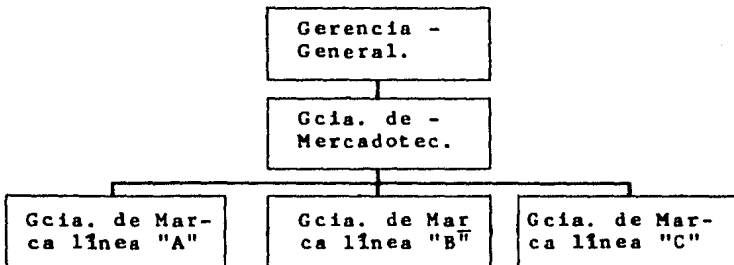 Gerencia -
General.
Gcia. de -
Mercadotec.
Gcia. de Mar-
ca línea "A"
Gcia. de Mar
ca línea "B"
Gcia. de Mar-
ca línea "C"